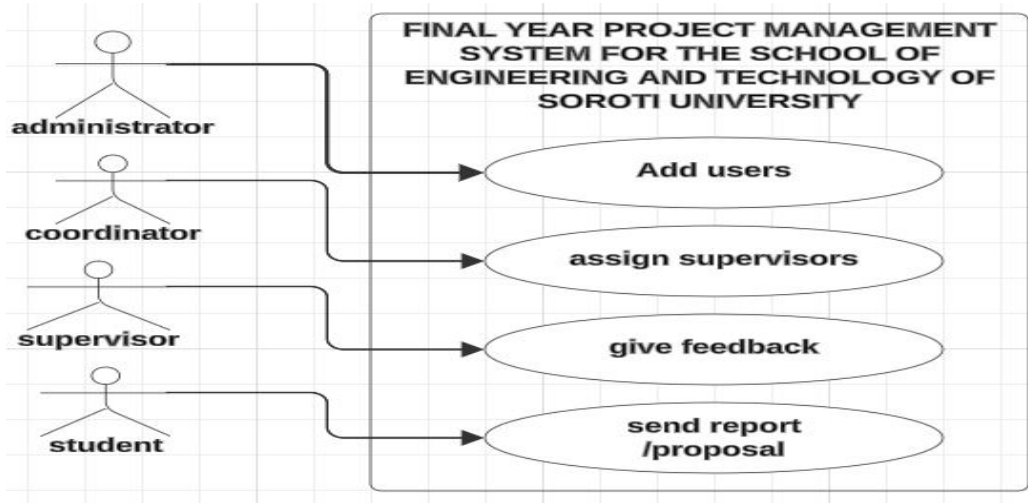 FINAL YEAR PROJECT MANAGEMENT
SYSTEM FOR THE SCHOOL OF
ENGINEERING AND TECHNOLOGY OF
SOROTI UNIVERSITY
administrator
Add users
coordinator
assign supervisors
supervisor
give feedback
student
send report
/proposal